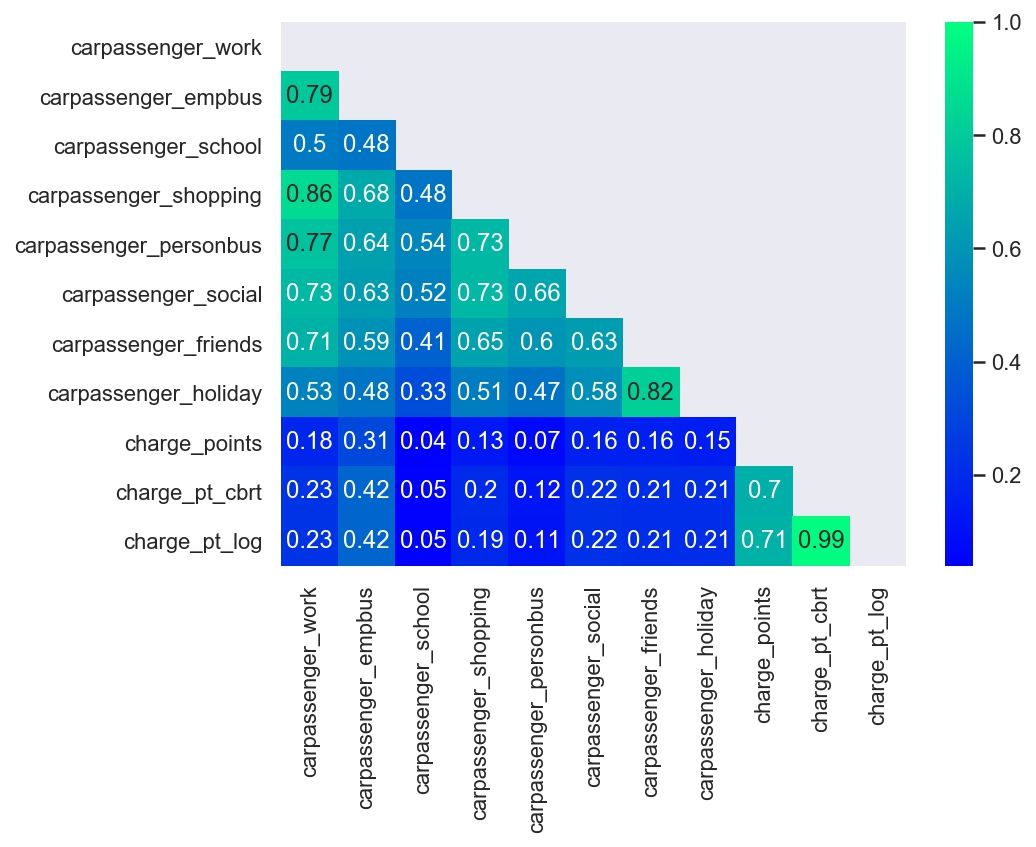 carpassenger_work
carpassenger_empbus 0.79
carpassenger_school 0.5 0.48
carpassenger_shopping 0.86 0.68 0.48
carpassenger_personbus 0.77 0.64 0.54 0.73
carpassenger_social 0.73 0.63 0.52 0.73 0.66
carpassenger_friends 0.71 0.59 0.41 0.65 0.6 0.63
carpassenger_holiday 0.53 0.48 0.33 0.51 0.47 0.58 0.82
charge_points 0.18 0.31 0.04 0.13 0.07 0.16 0.16 0.15
charge_pt_cbrt 0.23 0.42 0.05 0.2 0.12 0.22 0.21 0.21 0.7
charge_pt_log 0.23 0.42 0.05 0.19 0.11 0.22 0.21 0.21 0.71 0.99
carpassenger_work
carpassenger_empbus
carpassenger_school
carpassenger_shopping
carpassenger_personbus
carpassenger_social
carpassenger_friends
carpassenger_holiday
charge_points
charge_pt_cbrt
charge_pt_log
1.0
0.8
0.6
0.4
0.2